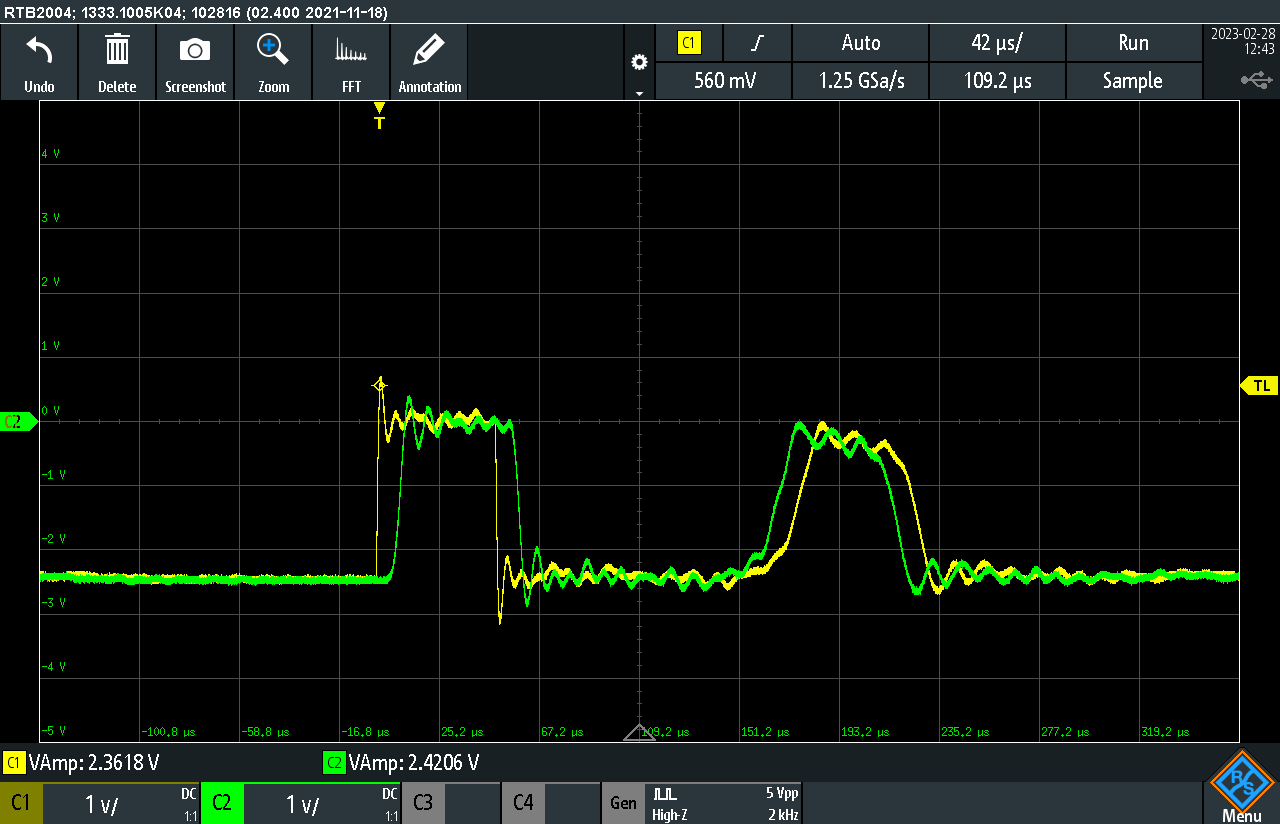 RTB2004; 1333.1005K04; 102816 (02.400 2021-11-18)
Undo
Delete
Screenshot
Zoom
FFT
Annotation
C1
Auto
42 µs/
Run
560 mV
1.25 GSa/s
109.2 µs
Sample
2023-02-28
12:43
T
4 V
3 V
2 V
1 V
0 V
-1 V
-2 V
-3 V
-4 V
-5 V
TL
C2
-100.8 µs
-58.8 µs
-16.8 µs
25.2 µs
67.2 µs
109.2 µs
151.2 µs
193.2 µs
235.2 µs
277.2 µs
319.2 µs
C1 VAmp: 2.3618 V
C2 VAmp: 2.4206 V
C1
1 V/
DC
1:1
C2
1 V/
DC
1:1
C3
C4
Gen
High-Z
5 Vpp
2 kHz
R&S
Menu